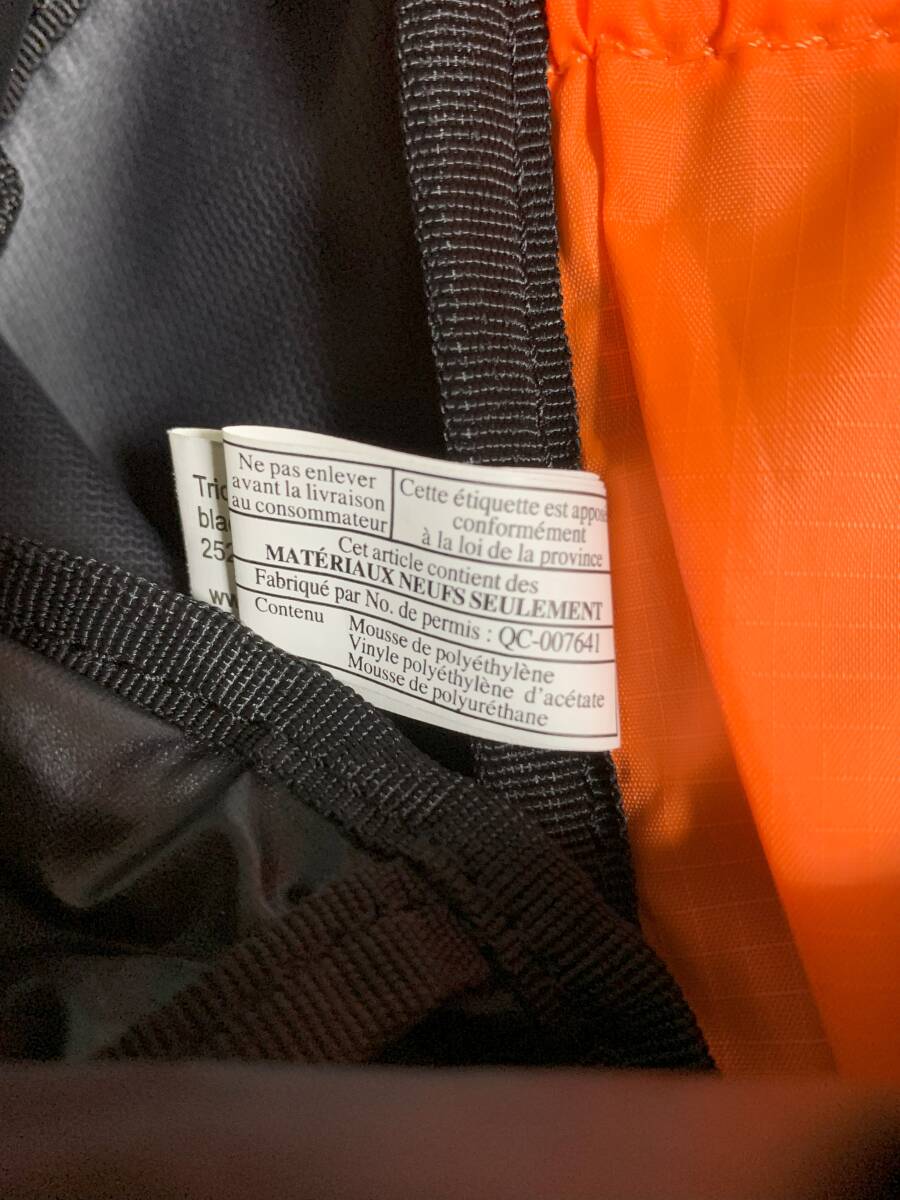 Ne pas enlever
avant la livraison
au consommateur
Cette étiquette est
conformément
à la loi de la province
Cet article contient des
MATÉRIAUX NEUFS SEULEMENT
Fabriqué par No. de permis : QC-007641
Contenu
Mousse de polyéthylène
Vinyle polyéthylène d'acétate
Mousse de polyuréthane